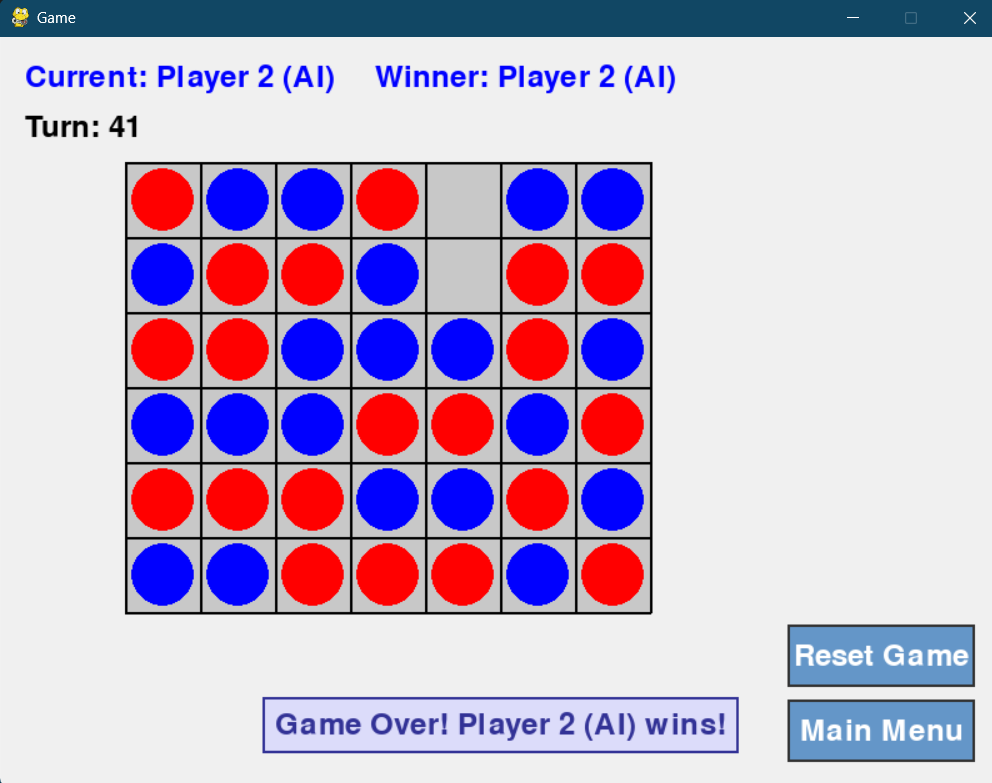 Game
Current: Player 2 (AI) Winner: Player 2 (AI)
Turn: 41
Reset Game
Game Over! Player 2 (AI) wins!
Main Menu